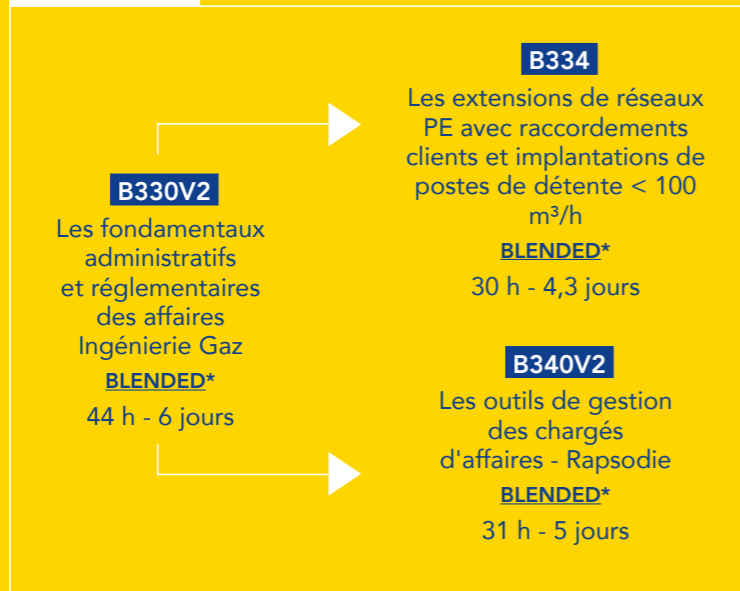 B330V2
Les fondamentaux
administratifs
et réglementaires
des affaires
Ingénierie Gaz
BLENDED*
44 h - 6 jours
B334
Les extensions de réseaux
PE avec raccordements
clients et implantations de
postes de détente < 100
m³/h
BLENDED*
30 h - 4,3 jours
B340V2
Les outils de gestion
des chargés
d'affaires - Rapsodie
BLENDED*
31 h - 5 jours